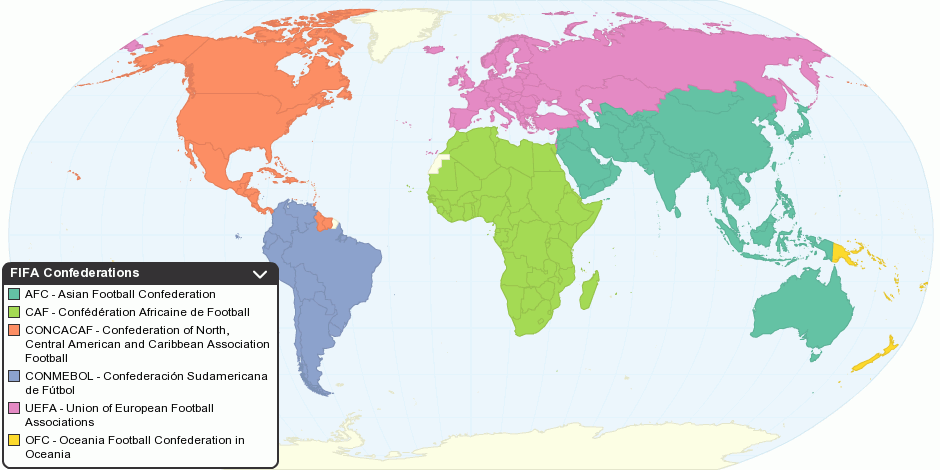 FIFA Confederations
AFC - Asian Football Confederation
CAF - Confédération Africaine de Football
CONCACAF - Confederation of North,
Central American and Caribbean Association
Football
CONMEBOL - Confederación Sudamericana
de Fútbol
UEFA - Union of European Football
Associations
OFC - Oceania Football Confederation in
Oceania